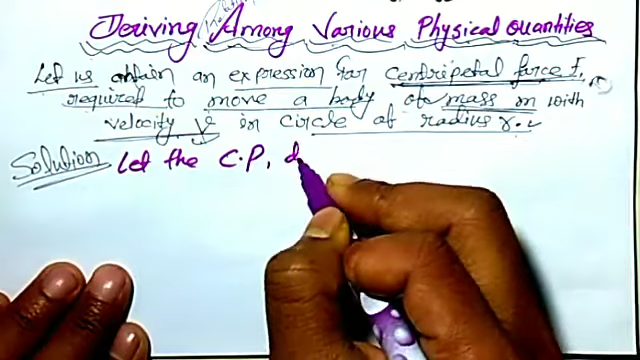 Deriving Among Various Physical Quantities
Let us obtain an expression for centripetal force F,
required to move a body of mass m with
velocity v in circle of radius r.
Solution Let the C.P,